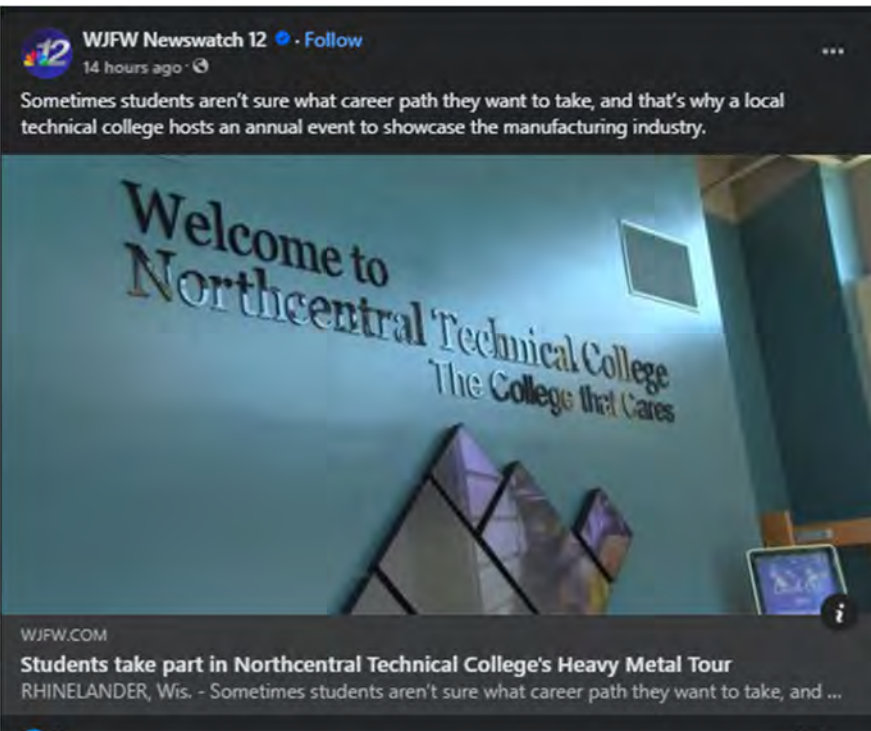 12
WJFW Newswatch 12 · Follow
14 hours ago ·
Sometimes students aren't sure what career path they want to take, and that's why a local
technical college hosts an annual event to showcase the manufacturing industry.
Welcome to
Northcentral Technical College
The College that Cares
i
WJFW.COM
Students take part in Northcentral Technical College's Heavy Metal Tour
RHINELANDER, Wis. - Sometimes students aren't sure what career path they want to take, and ...